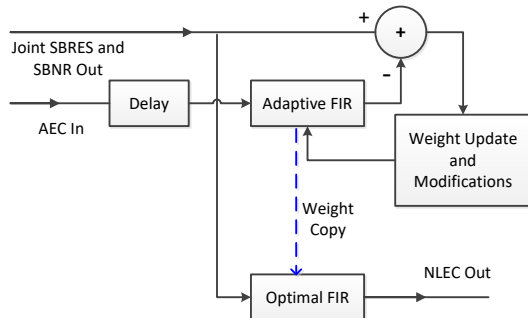 +
+
Joint SBRES and
SBNR Out
-
Delay
Adaptive FIR
AEC In
Weight Update
and
Modifications
Weight
Copy
NLEC Out
Optimal FIR